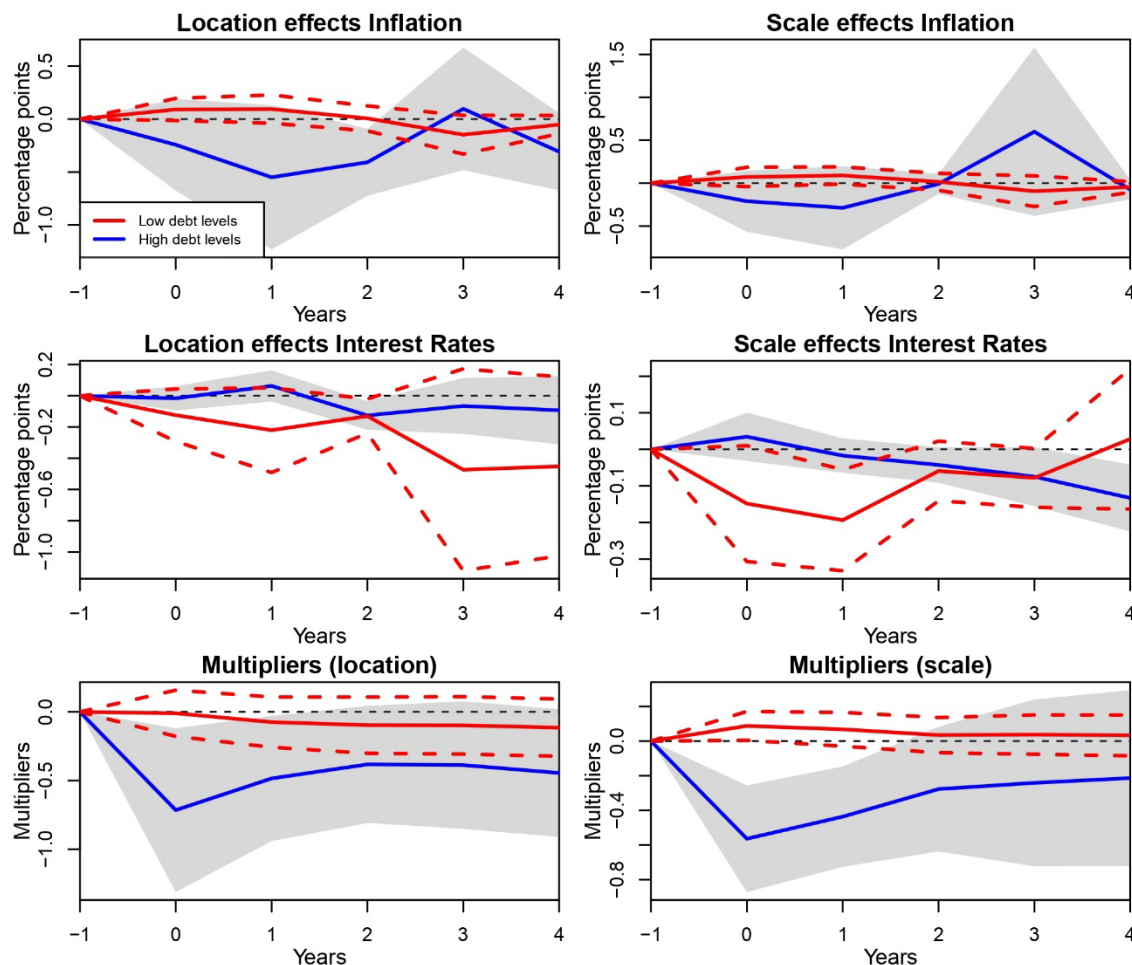 Location effects Inflation
Percentage points
0.5
0.0
−1.0
Low debt levels
High debt levels
−1 0 1 2 3 4
Years
Scale effects Inflation
Percentage points
1.5
0.5
−0.5
−1 0 1 2 3 4
Years
Location effects Interest Rates
Percentage points
0.2
−0.2
−0.6
−1.0
−1 0 1 2 3 4
Years
Scale effects Interest Rates
Percentage points
0.1
−0.1
−0.3
−1 0 1 2 3 4
Years
Multipliers (location)
Multipliers
0.0
−0.5
−1.0
−1 0 1 2 3 4
Years
Multipliers (scale)
Multipliers
0.0
−0.4
−0.8
−1 0 1 2 3 4
Years